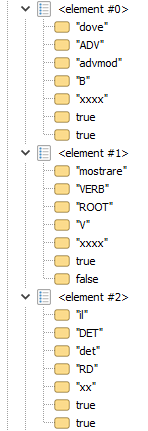 <element #0>
"dove"
"ADV"
"advmod"
"B"
"xxxx"
true
true
<element #1>
"mostrare"
"VERB"
"ROOT"
"V"
"xxxx"
true
false
<element #2>
"il"
"DET"
"det"
"RD"
"xx"
true
true